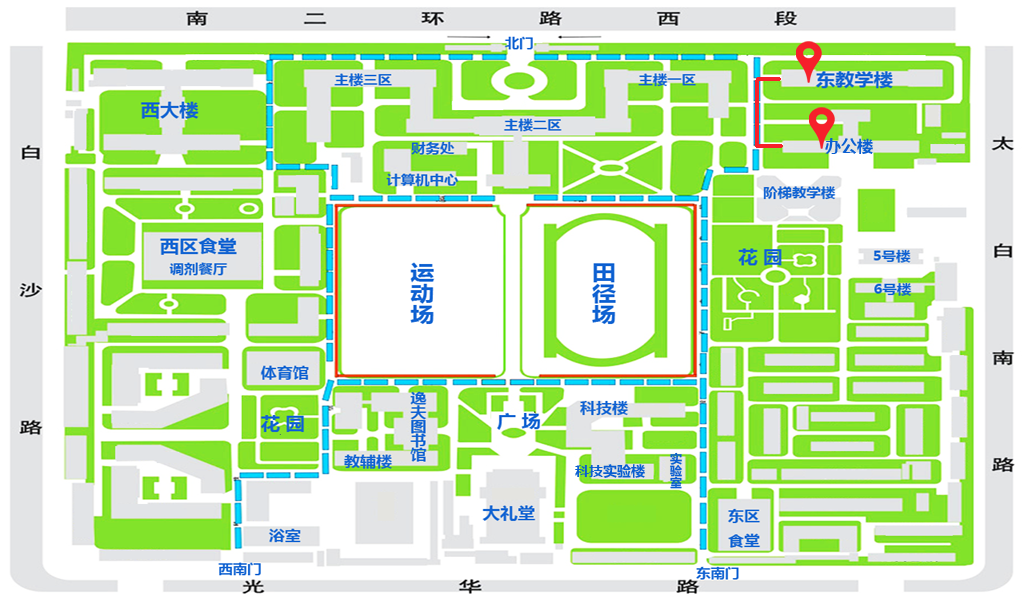 南二环路西段
北门
主楼三区
主楼一区
东教学楼
西大楼
主楼二区
办公楼
财务处
计算机中心
阶梯教学楼
白沙路
太白南路
西区食堂
调剂餐厅
运动场
田径场
花园
5号楼
6号楼
体育馆
花园
逸夫图书馆
广场
科技楼
教辅楼
科技实验楼
实验室
大礼堂
东区
食堂
浴室
西南门
东南门
光华路